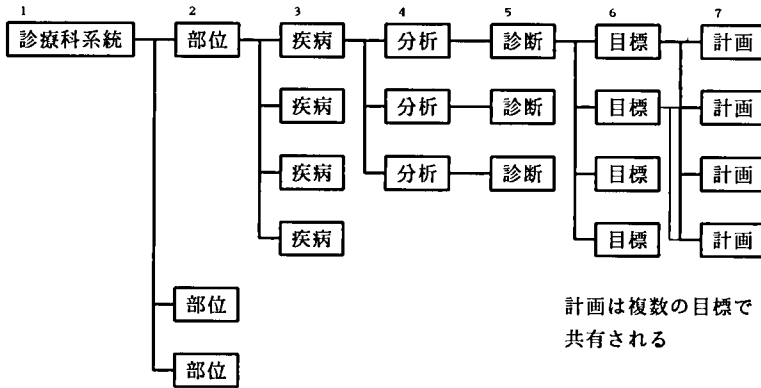 1 2 3 4 5 6 7
診療科系統 部位 疾病 分析 診断 目標 計画
疾病 分析 診断 目標 計画
疾病 分析 診断 目標 計画
疾病 目標 計画
部位
計画は複数の目標で
共有される
部位